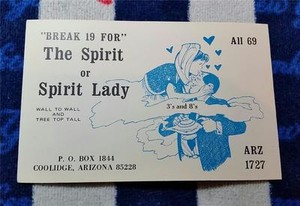 "BREAK 19 FOR"
All 69
The Spirit
or
Spirit Lady
WALL TO WALL
AND
TREE TOP TALL
3's and 8's
P. O. BOX 1844
COOLIDGE, ARIZONA 85228
ARZ
1727